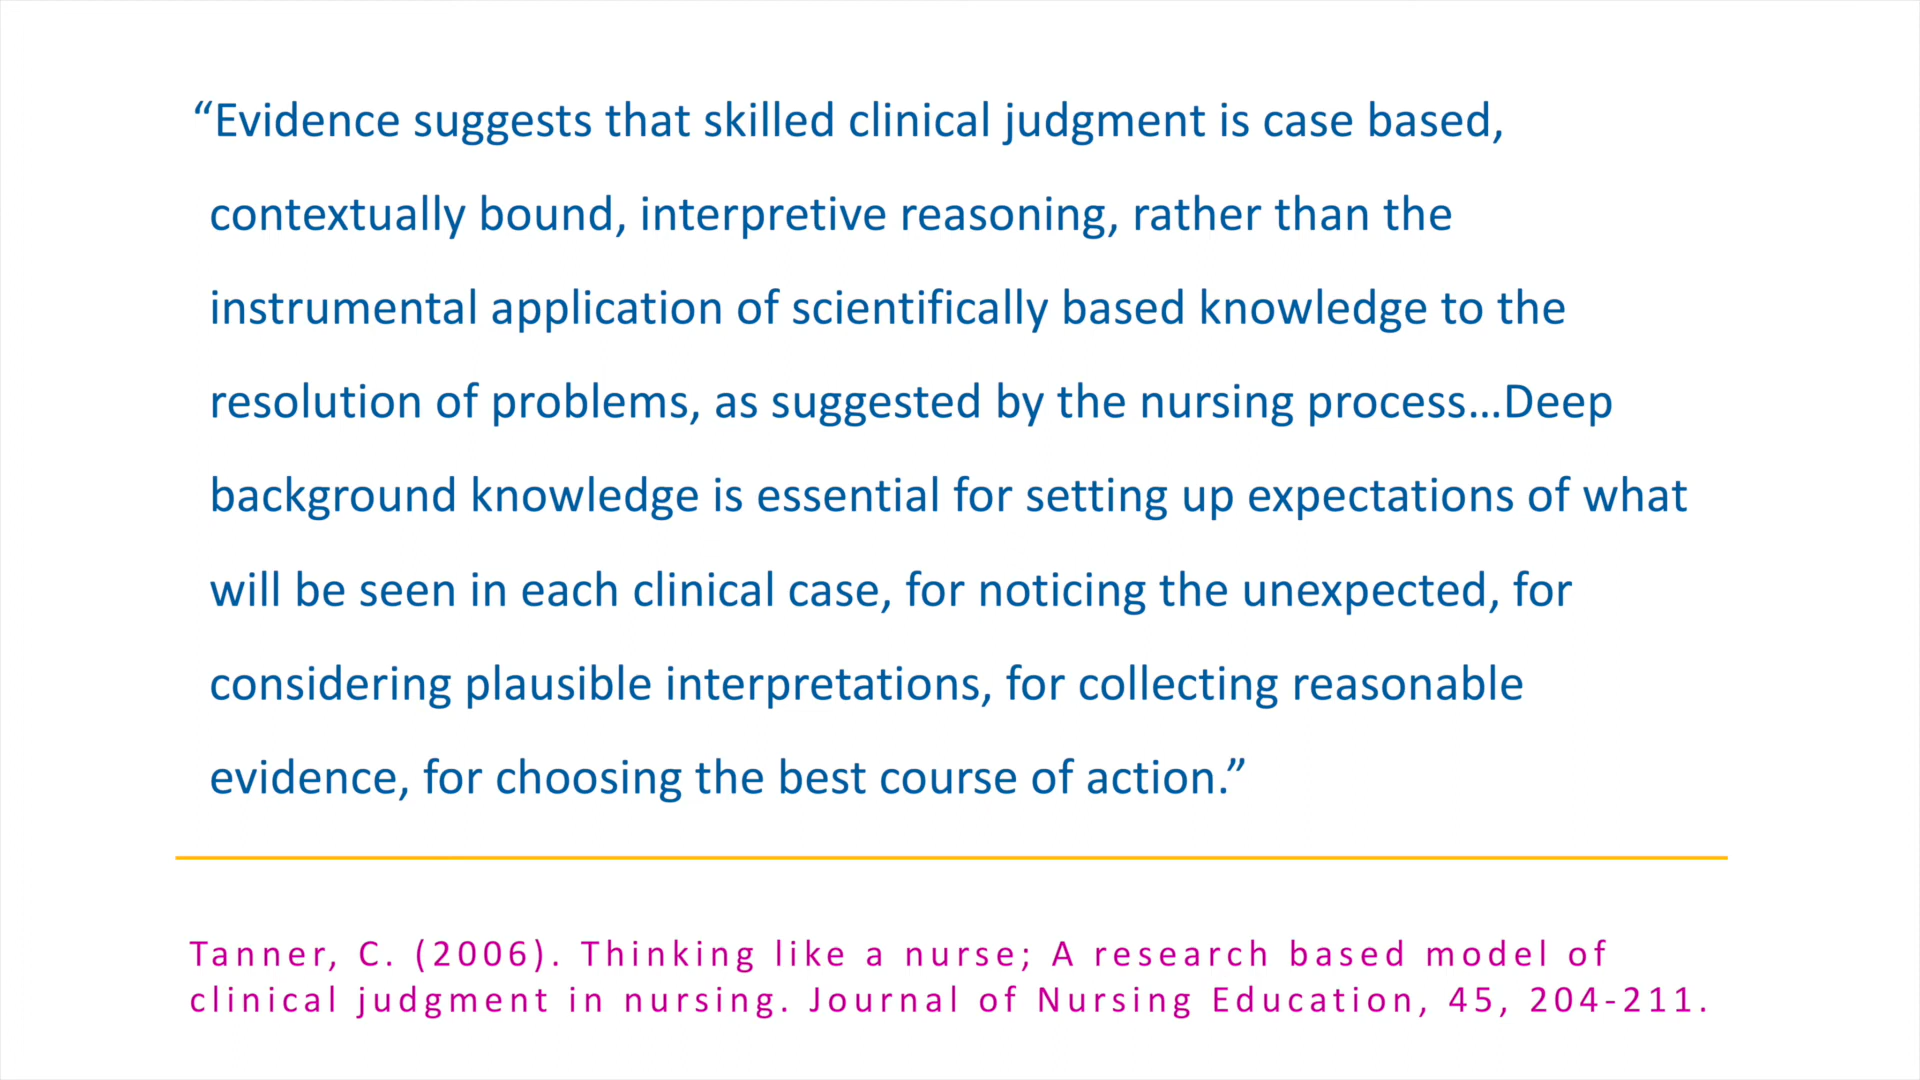 “Evidence suggests that skilled clinical judgment is case based,
contextually bound, interpretive reasoning, rather than the
instrumental application of scientifically based knowledge to the
resolution of problems, as suggested by the nursing process…Deep
background knowledge is essential for setting up expectations of what
will be seen in each clinical case, for noticing the unexpected, for
considering plausible interpretations, for collecting reasonable
evidence, for choosing the best course of action.”
Tanner, C. (2006). Thinking like a nurse; A research based model of
clinical judgment in nursing. Journal of Nursing Education, 45, 204-211.